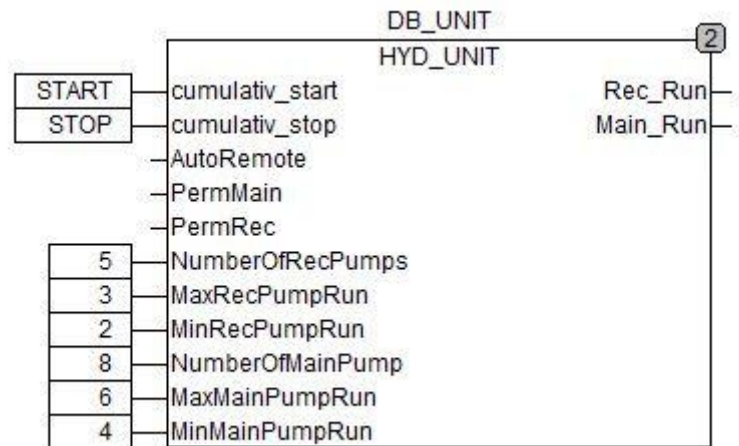 DB_UNIT
2
HYD_UNIT
START cumulativ_start Rec_Run
STOP cumulativ_stop Main_Run
AutoRemote
PermMain
PermRec
5 NumberOfRecPumps
3 MaxRecPumpRun
2 MinRecPumpRun
8 NumberOfMainPump
6 MaxMainPumpRun
4 MinMainPumpRun